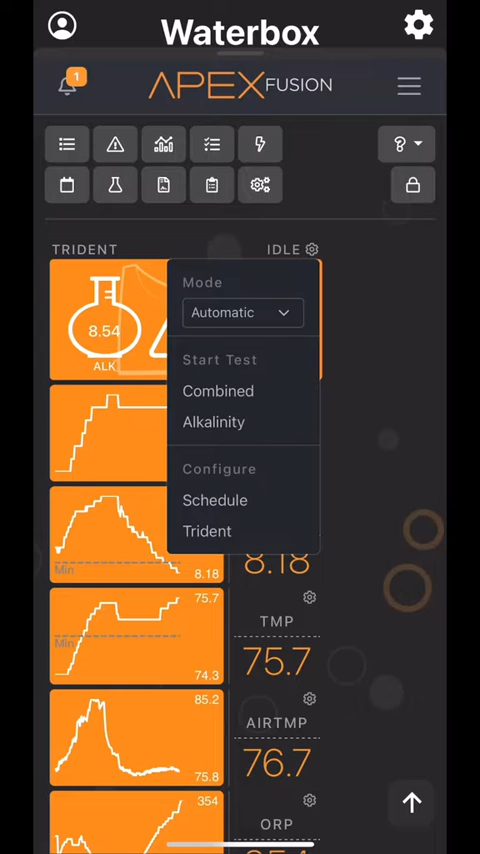 Waterbox
1
APEX FUSION
?
TRIDENT
IDLE
8.54
ALK
Mode
Automatic
Start Test
Combined
Alkalinity
Configure
Schedule
Trident
Min
8.18
8.18
75.7
Min
74.3
TMP
75.7
85.2
75.8
AIRTMP
76.7
354
ORP